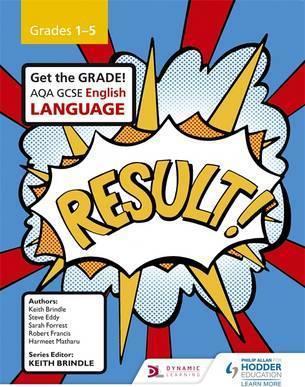 Grades 1–5
Get the GRADE!
AQA GCSE English
LANGUAGE
RESULT!
Authors:
Keith Brindle
Steve Eddy
Sarah Forrest
Robert Francis
Harmeet Matharu
Series Editor:
KEITH BRINDLE
DYNAMIC
LEARNING
PHILIP ALLAN FOR
HODDER
EDUCATION
LEARN MORE